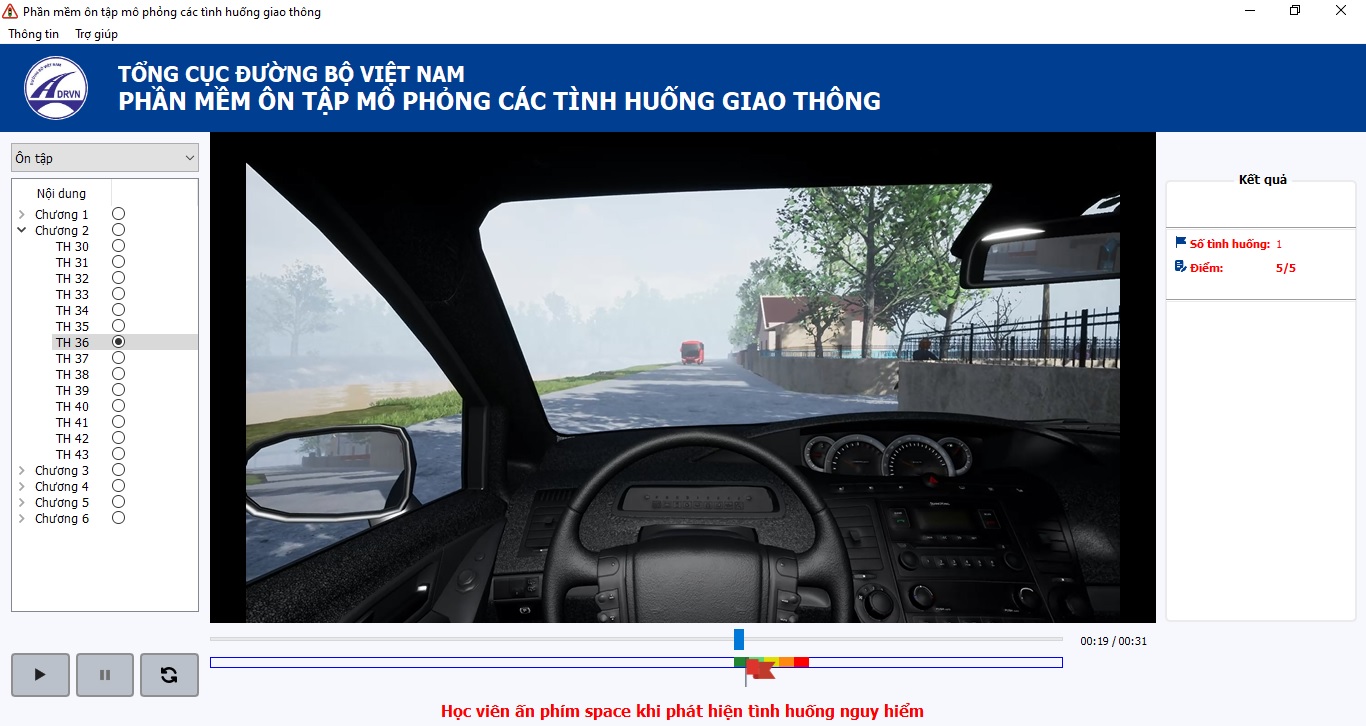 Phần mềm ôn tập mô phỏng các tình huống giao thông
Thông tin Trợ giúp
ĐƯỜNG BỘ VIỆT NAM
DRVN
TỔNG CỤC ĐƯỜNG BỘ VIỆT NAM
PHẦN MỀM ÔN TẬP MÔ PHỎNG CÁC TÌNH HUỐNG GIAO THÔNG
Ôn tập
Nội dung
Chương 1
Chương 2
TH 30
TH 31
TH 32
TH 33
TH 34
TH 35
TH 36
TH 37
TH 38
TH 39
TH 40
TH 41
TH 42
TH 43
Chương 3
Chương 4
Chương 5
Chương 6
Kết quả
Số tình huống: 1
Điểm: 5/5
00:19 / 00:31
Học viên ấn phím space khi phát hiện tình huống nguy hiểm